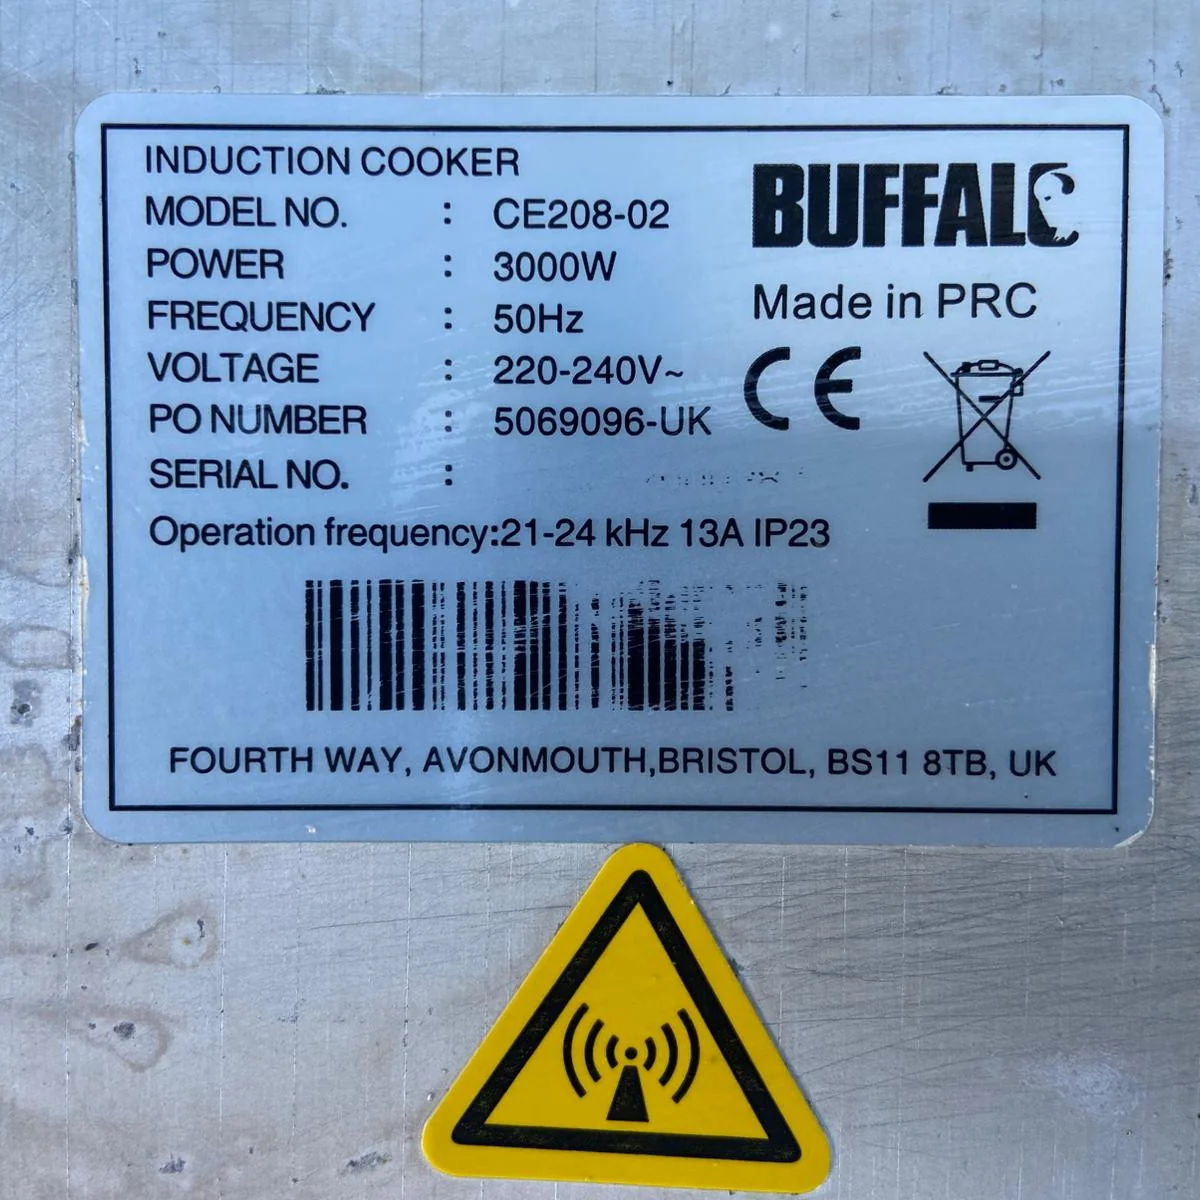 INDUCTION COOKER
MODEL NO. : CE208-02
POWER : 3000W
FREQUENCY : 50Hz
VOLTAGE : 220-240V~
PO NUMBER : 5069096-UK
SERIAL NO. :
Operation frequency:21-24 kHz 13A IP23
BUFFALO
Made in PRC
CE
FOURTH WAY, AVONMOUTH,BRISTOL, BS11 8TB, UK